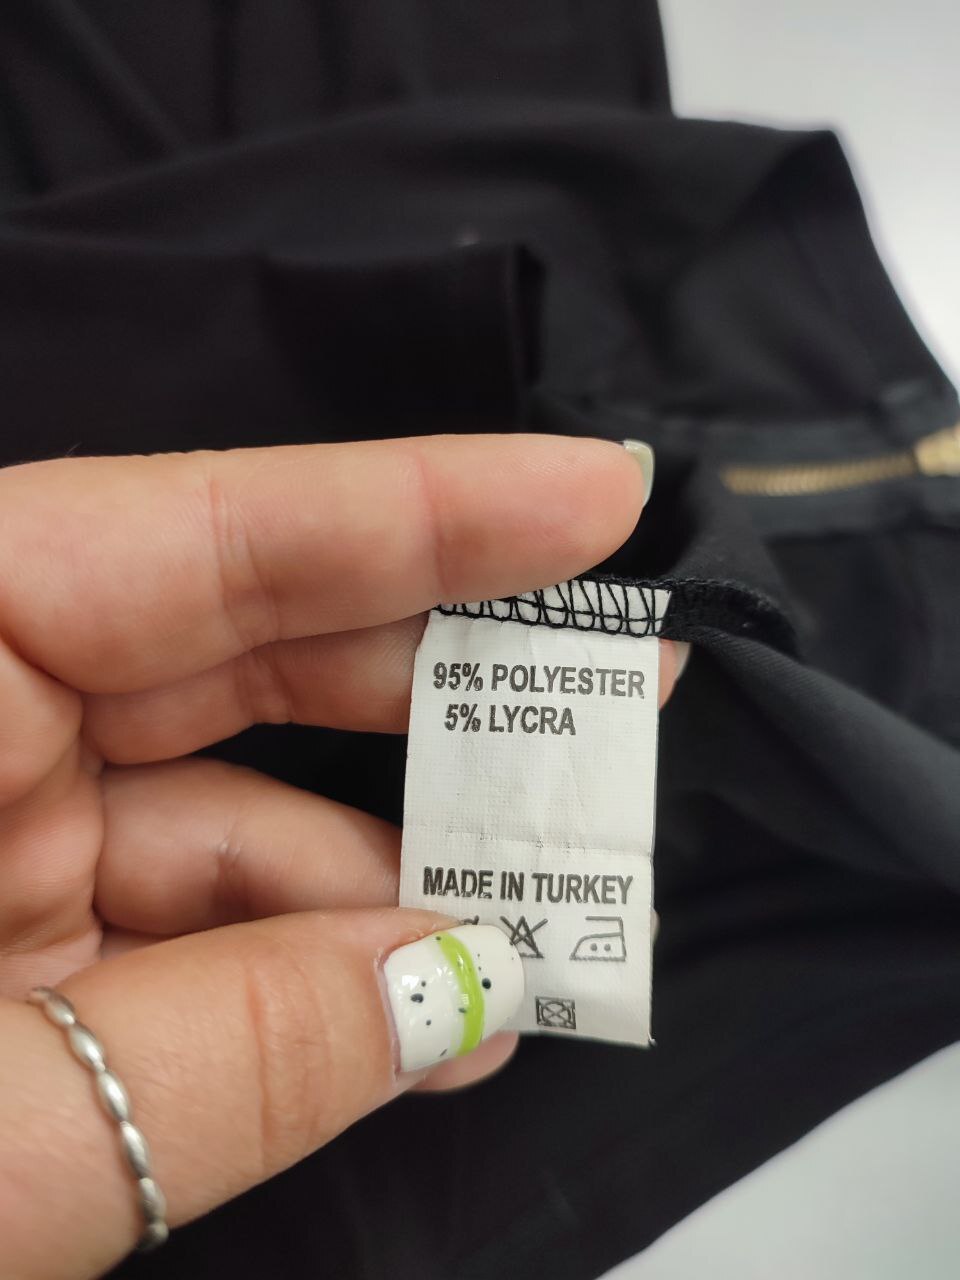 95% POLYESTER
5% LYCRA
MADE IN TURKEY